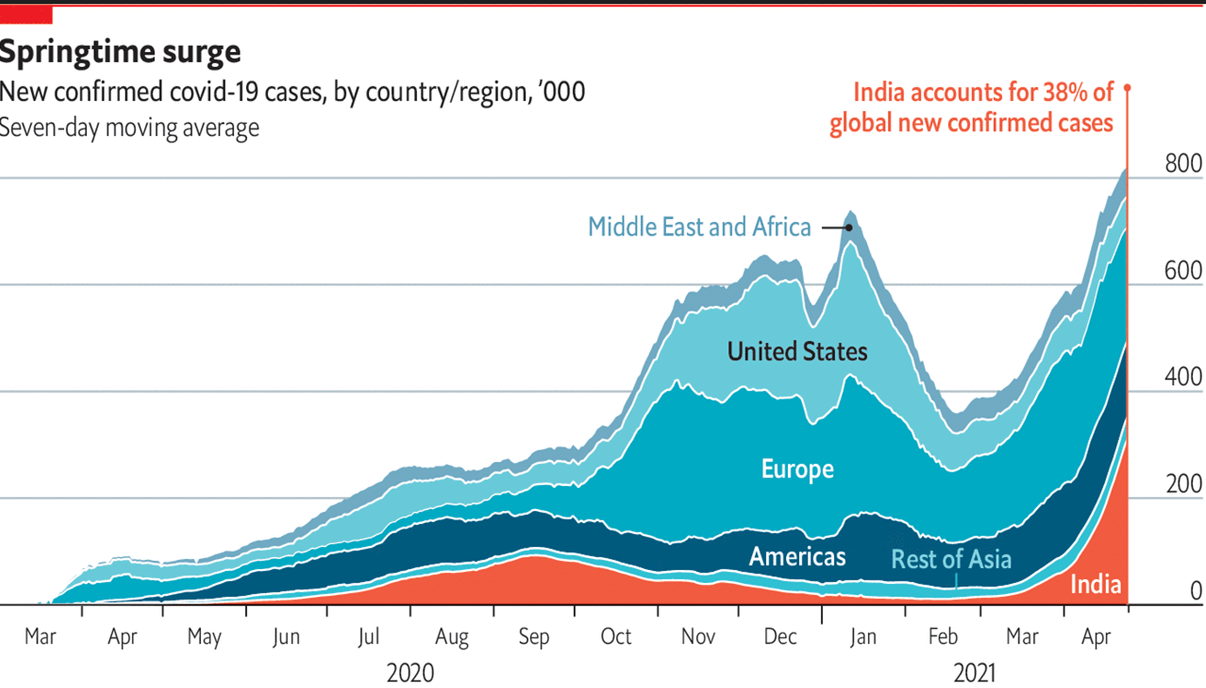 Springtime surge
New confirmed covid-19 cases, by country/region, ’000
Seven-day moving average
India accounts for 38% of
global new confirmed cases
800
Middle East and Africa
600
United States
400
Europe
200
Americas
Rest of Asia
India
0
Mar Apr May Jun Jul Aug Sep Oct Nov Dec Jan Feb Mar Apr
2020 2021